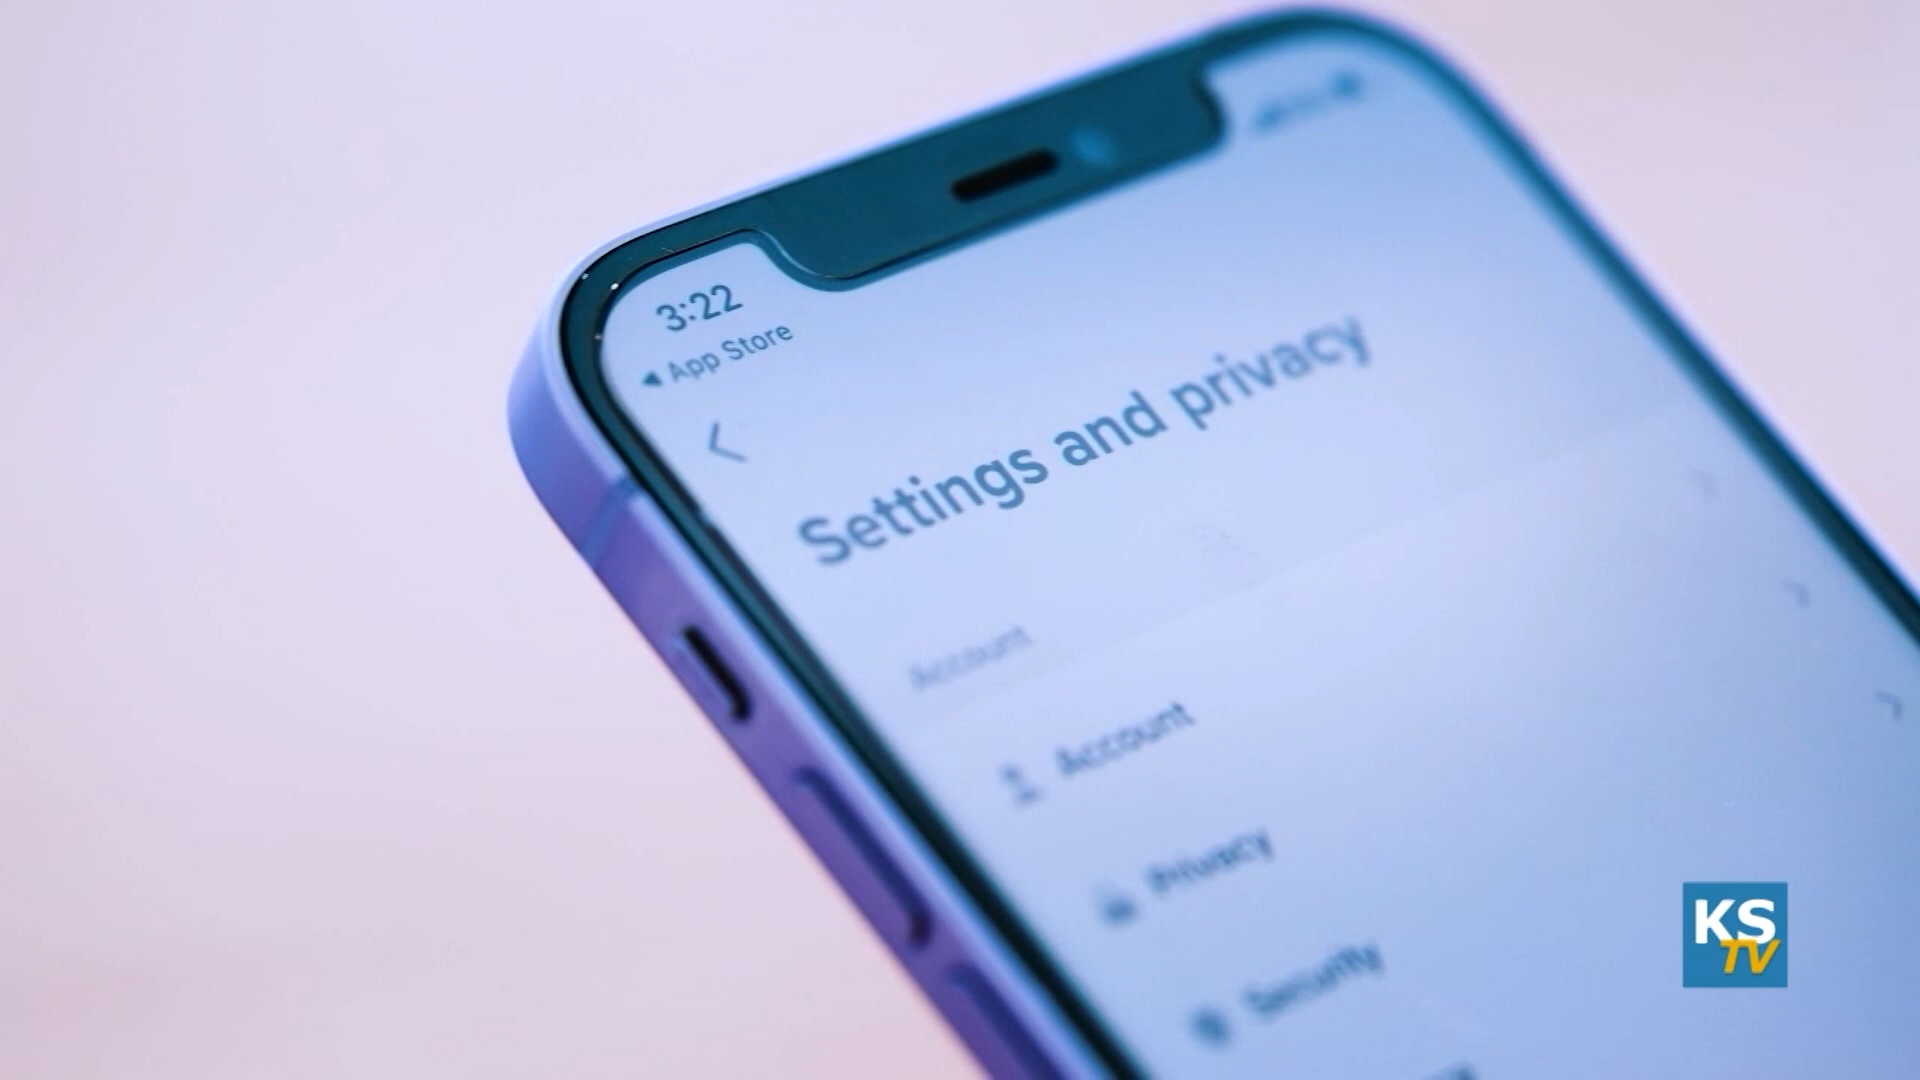 3:22
◀ App Store
Settings and privacy
Account
Account
Privacy
Security
KS
TV